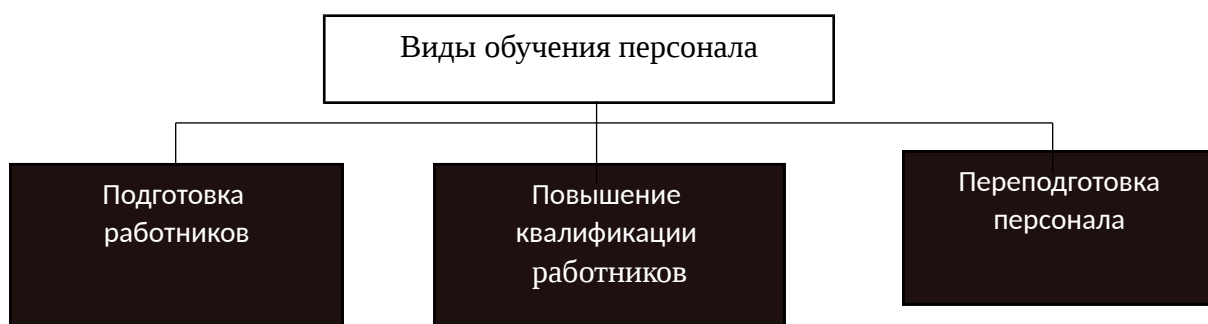 Виды обучения персонала
Подготовка
работников
Повышение
квалификации
работников
Переподготовка
персонала